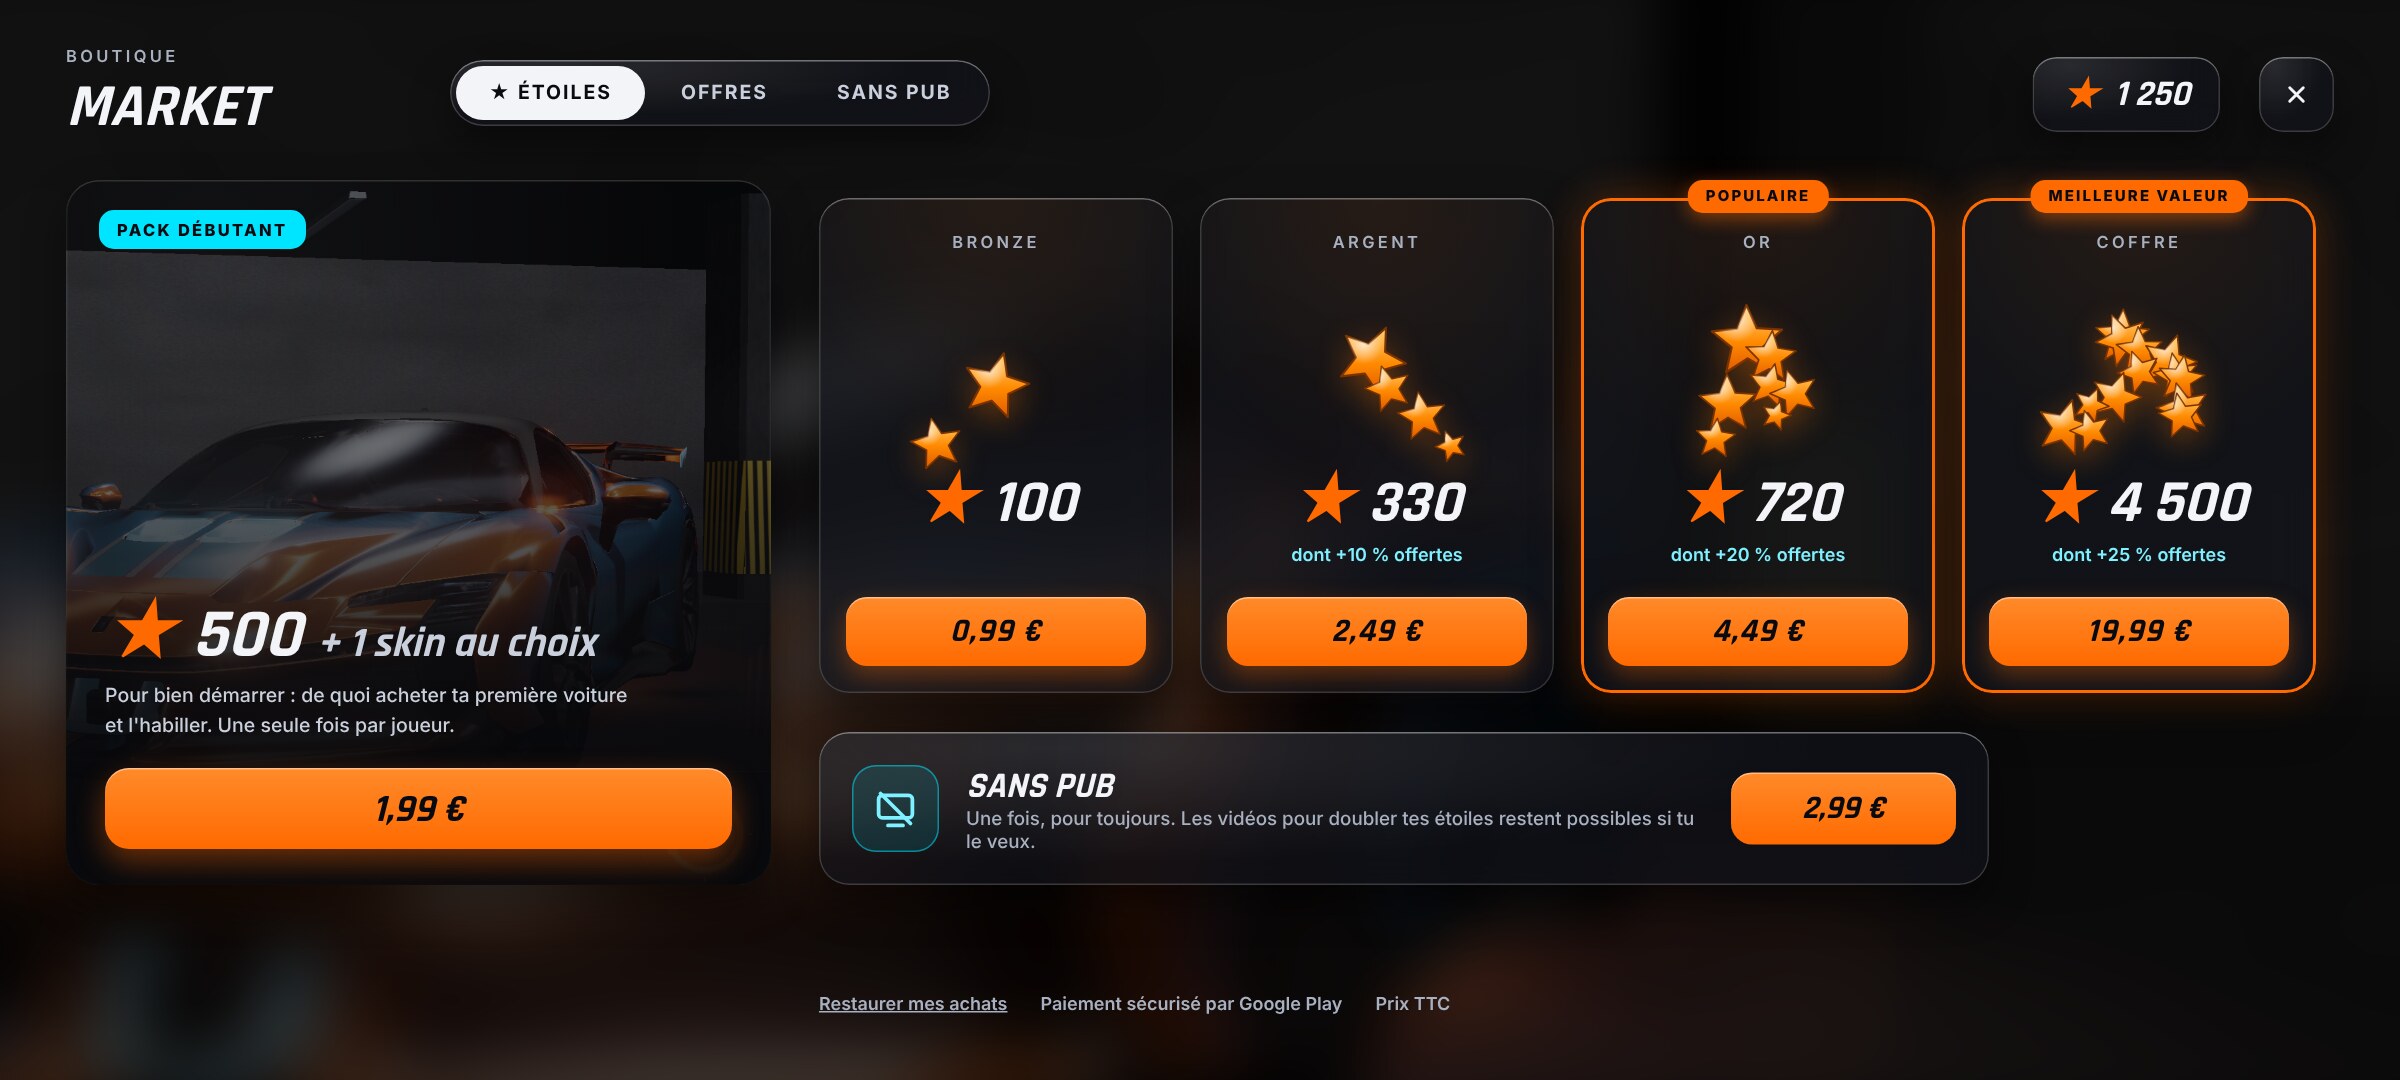 BOUTIQUE
MARKET
★ ÉTOILES
OFFRES
SANS PUB
1 250
PACK DÉBUTANT
500 + 1 skin au choix
Pour bien démarrer : de quoi acheter ta première voiture
et l'habiller. Une seule fois par joueur.
1,99 €
BRONZE
100
0,99 €
ARGENT
330
dont +10 % offertes
2,49 €
POPULAIRE
OR
720
dont +20 % offertes
4,49 €
MEILLEURE VALEUR
COFFRE
4 500
dont +25 % offertes
19,99 €
SANS PUB
Une fois, pour toujours. Les vidéos pour doubler tes étoiles restent possibles si tu
le veux.
2,99 €
Restaurer mes achats
Paiement sécurisé par Google Play
Prix TTC